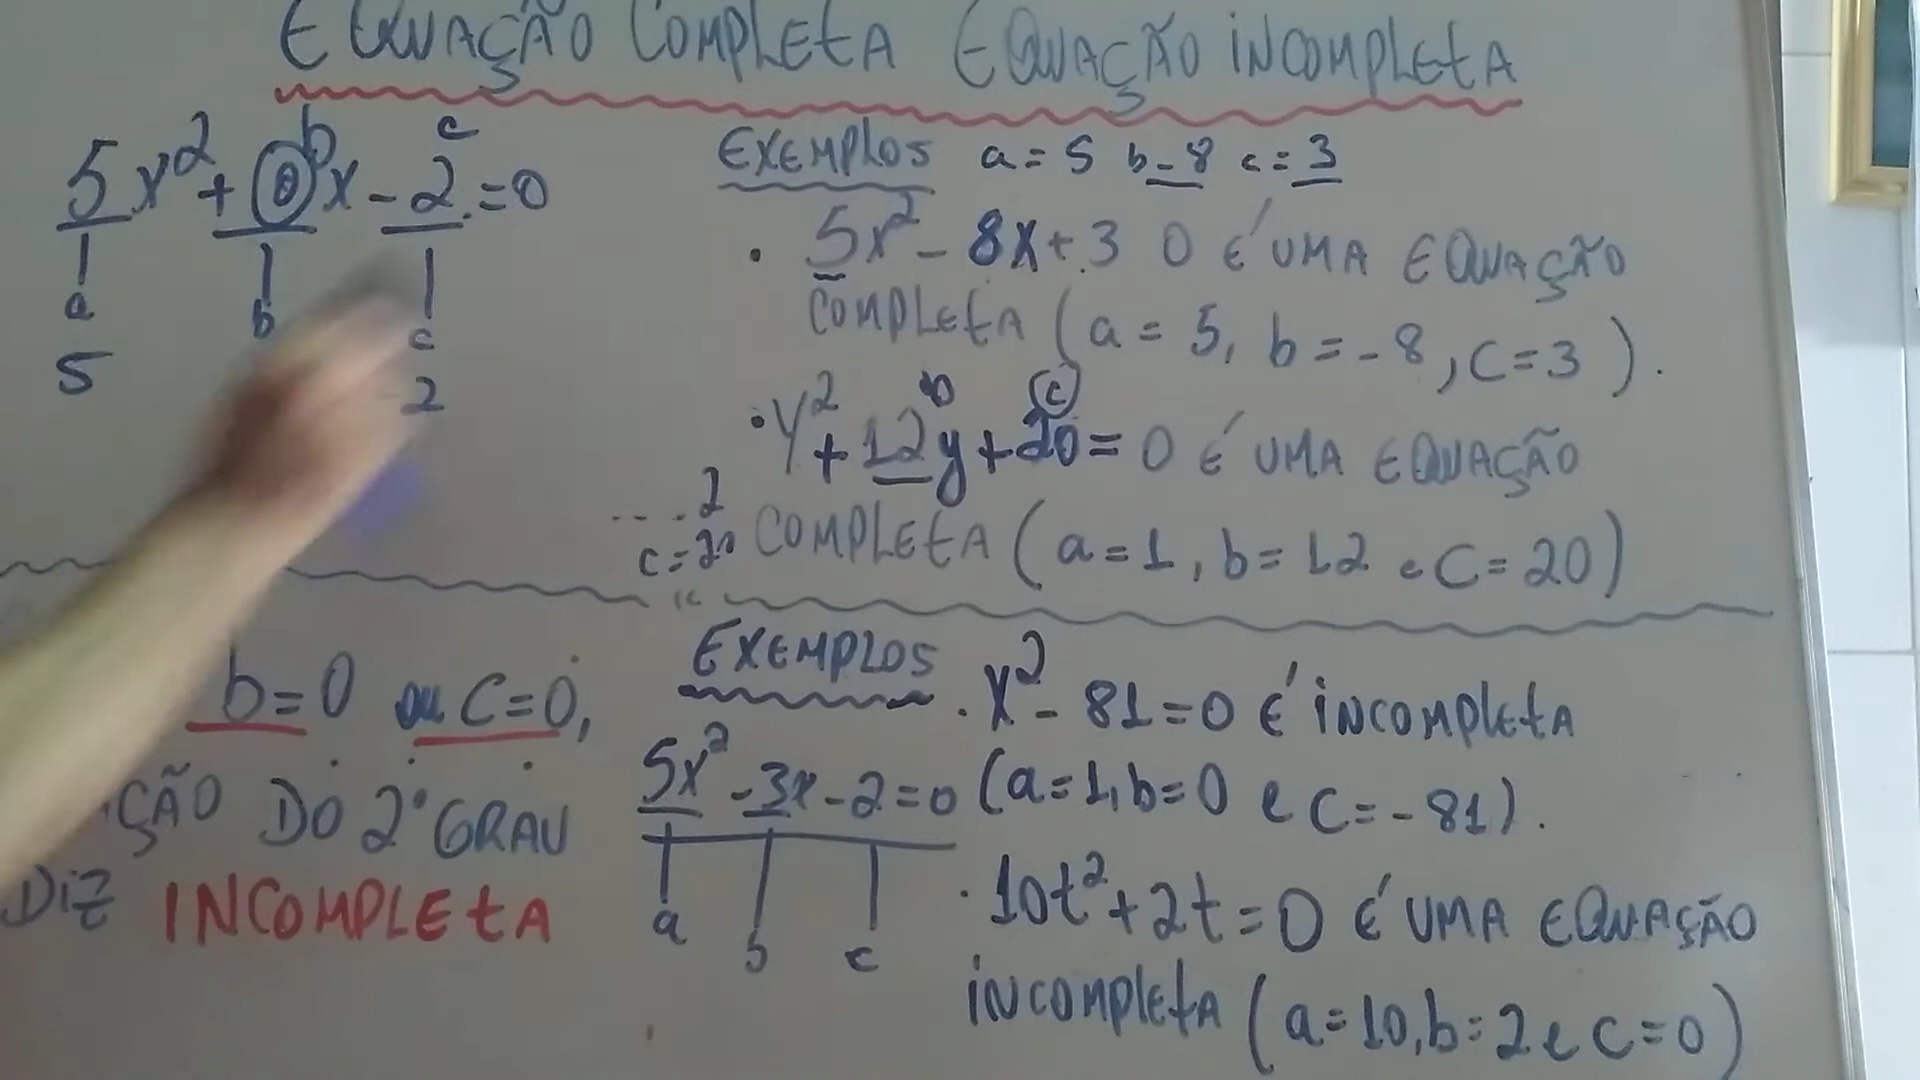 EQUAÇÃO COMPLETA EQUAÇÃO INCOMPLETA
b c
5x² + 0x - 2 = 0
a b c
5 -2
EXEMPLOS a = 5 b - 8 c = 3
• 5x² - 8x + 3 0 É UMA EQUAÇÃO
COMPLETA (a = 5, b = -8, C = 3).
b c
• y² + 12y + 20 = 0 É UMA EQUAÇÃO
2
c = 20
COMPLETA (a = 1, b = 12 e C = 20)
b = 0 ou C = 0,
ÇÃO DO 2° GRAU
DIZ INCOMPLETA
EXEMPLOS
5x² - 3x - 2 = 0
a b c
• x² - 81 = 0 É INCOMPLETA
(a = 1, b = 0 e C = -81).
• 10t² + 2t = 0 É UMA EQUAÇÃO
INCOMPLETA (a = 10, b = 2 e C = 0)